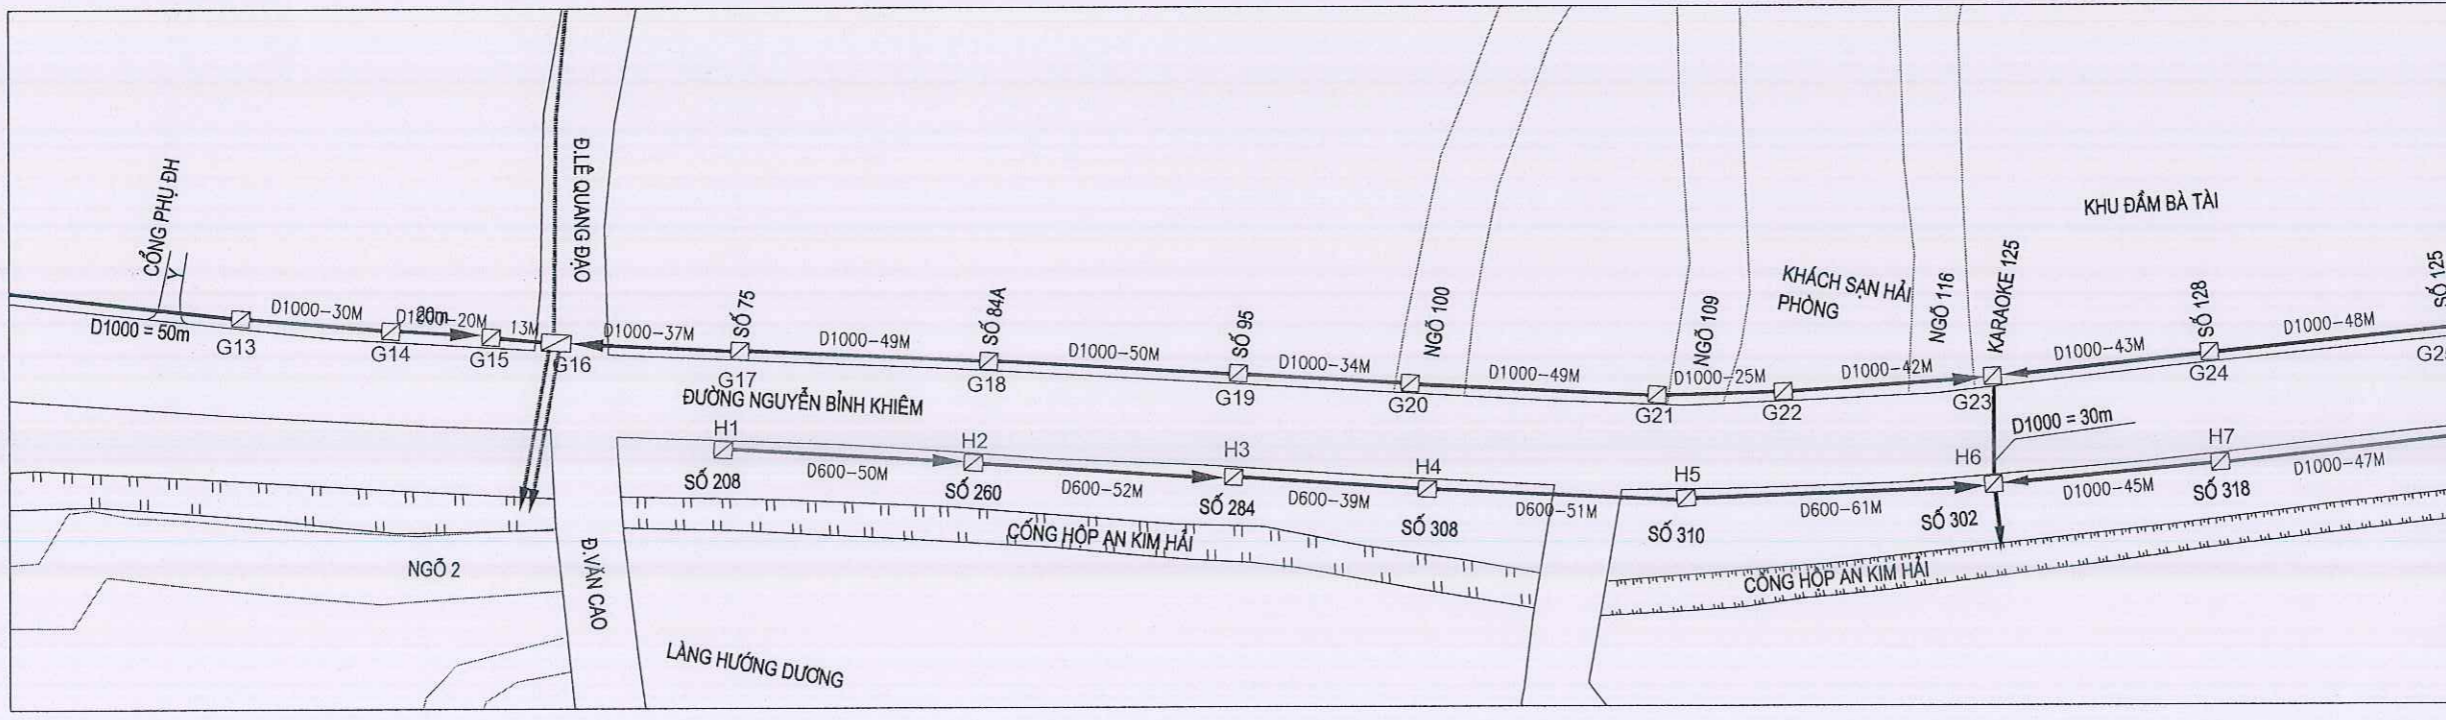 Đ.LÊ QUANG ĐẠO
CỔNG PHỤ ĐH
Y
KHU ĐẦM BÀ TÀI
KHÁCH SẠN HẢI
PHÒNG
SỐ 75
SỐ 84A
SỐ 95
NGÕ 100
NGÕ 109
NGÕ 116
KARAOKE 125
SỐ 128
SỐ 125
D1000 = 50m
D1000-30M
20m
D1000-20M
13M
D1000-37M
D1000-49M
D1000-50M
D1000-34M
D1000-49M
D1000-25M
D1000-42M
D1000-43M
D1000-48M
G13
G14
G15
G16
G17
G18
G19
G20
G21
G22
G23
G24
ĐƯỜNG NGUYỄN BỈNH KHIÊM
D1000 = 30m
H1
H2
H3
H4
H5
H6
H7
D600-50M
D600-52M
D600-39M
D600-51M
D600-61M
D1000-45M
D1000-47M
SỐ 208
SỐ 260
SỐ 284
SỐ 308
SỐ 310
SỐ 302
SỐ 318
CỐNG HỘP AN KIM HẢI
CỐNG HỘP AN KIM HẢI
NGÕ 2
Đ.VĂN CAO
LÀNG HƯỚNG DƯƠNG